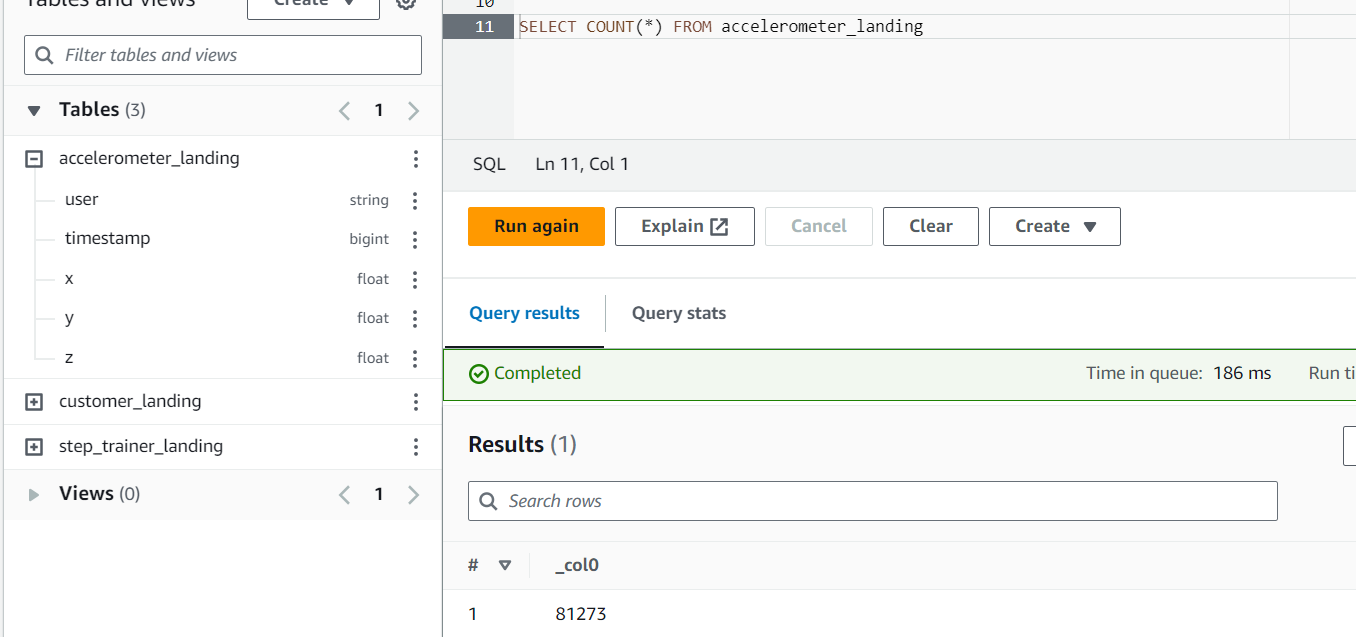 Tables and views
Create
10
11 SELECT COUNT(*) FROM accelerometer_landing
Filter tables and views
Tables (3)
1
SQL Ln 11, Col 1
accelerometer_landing
user string
timestamp bigint
x float
y float
z float
customer_landing
step_trainer_landing
Views (0)
1
Run again
Explain
Cancel
Clear
Create
Query results
Query stats
Completed
Time in queue: 186 ms
Run ti
Results (1)
Search rows
# _col0
1 81273